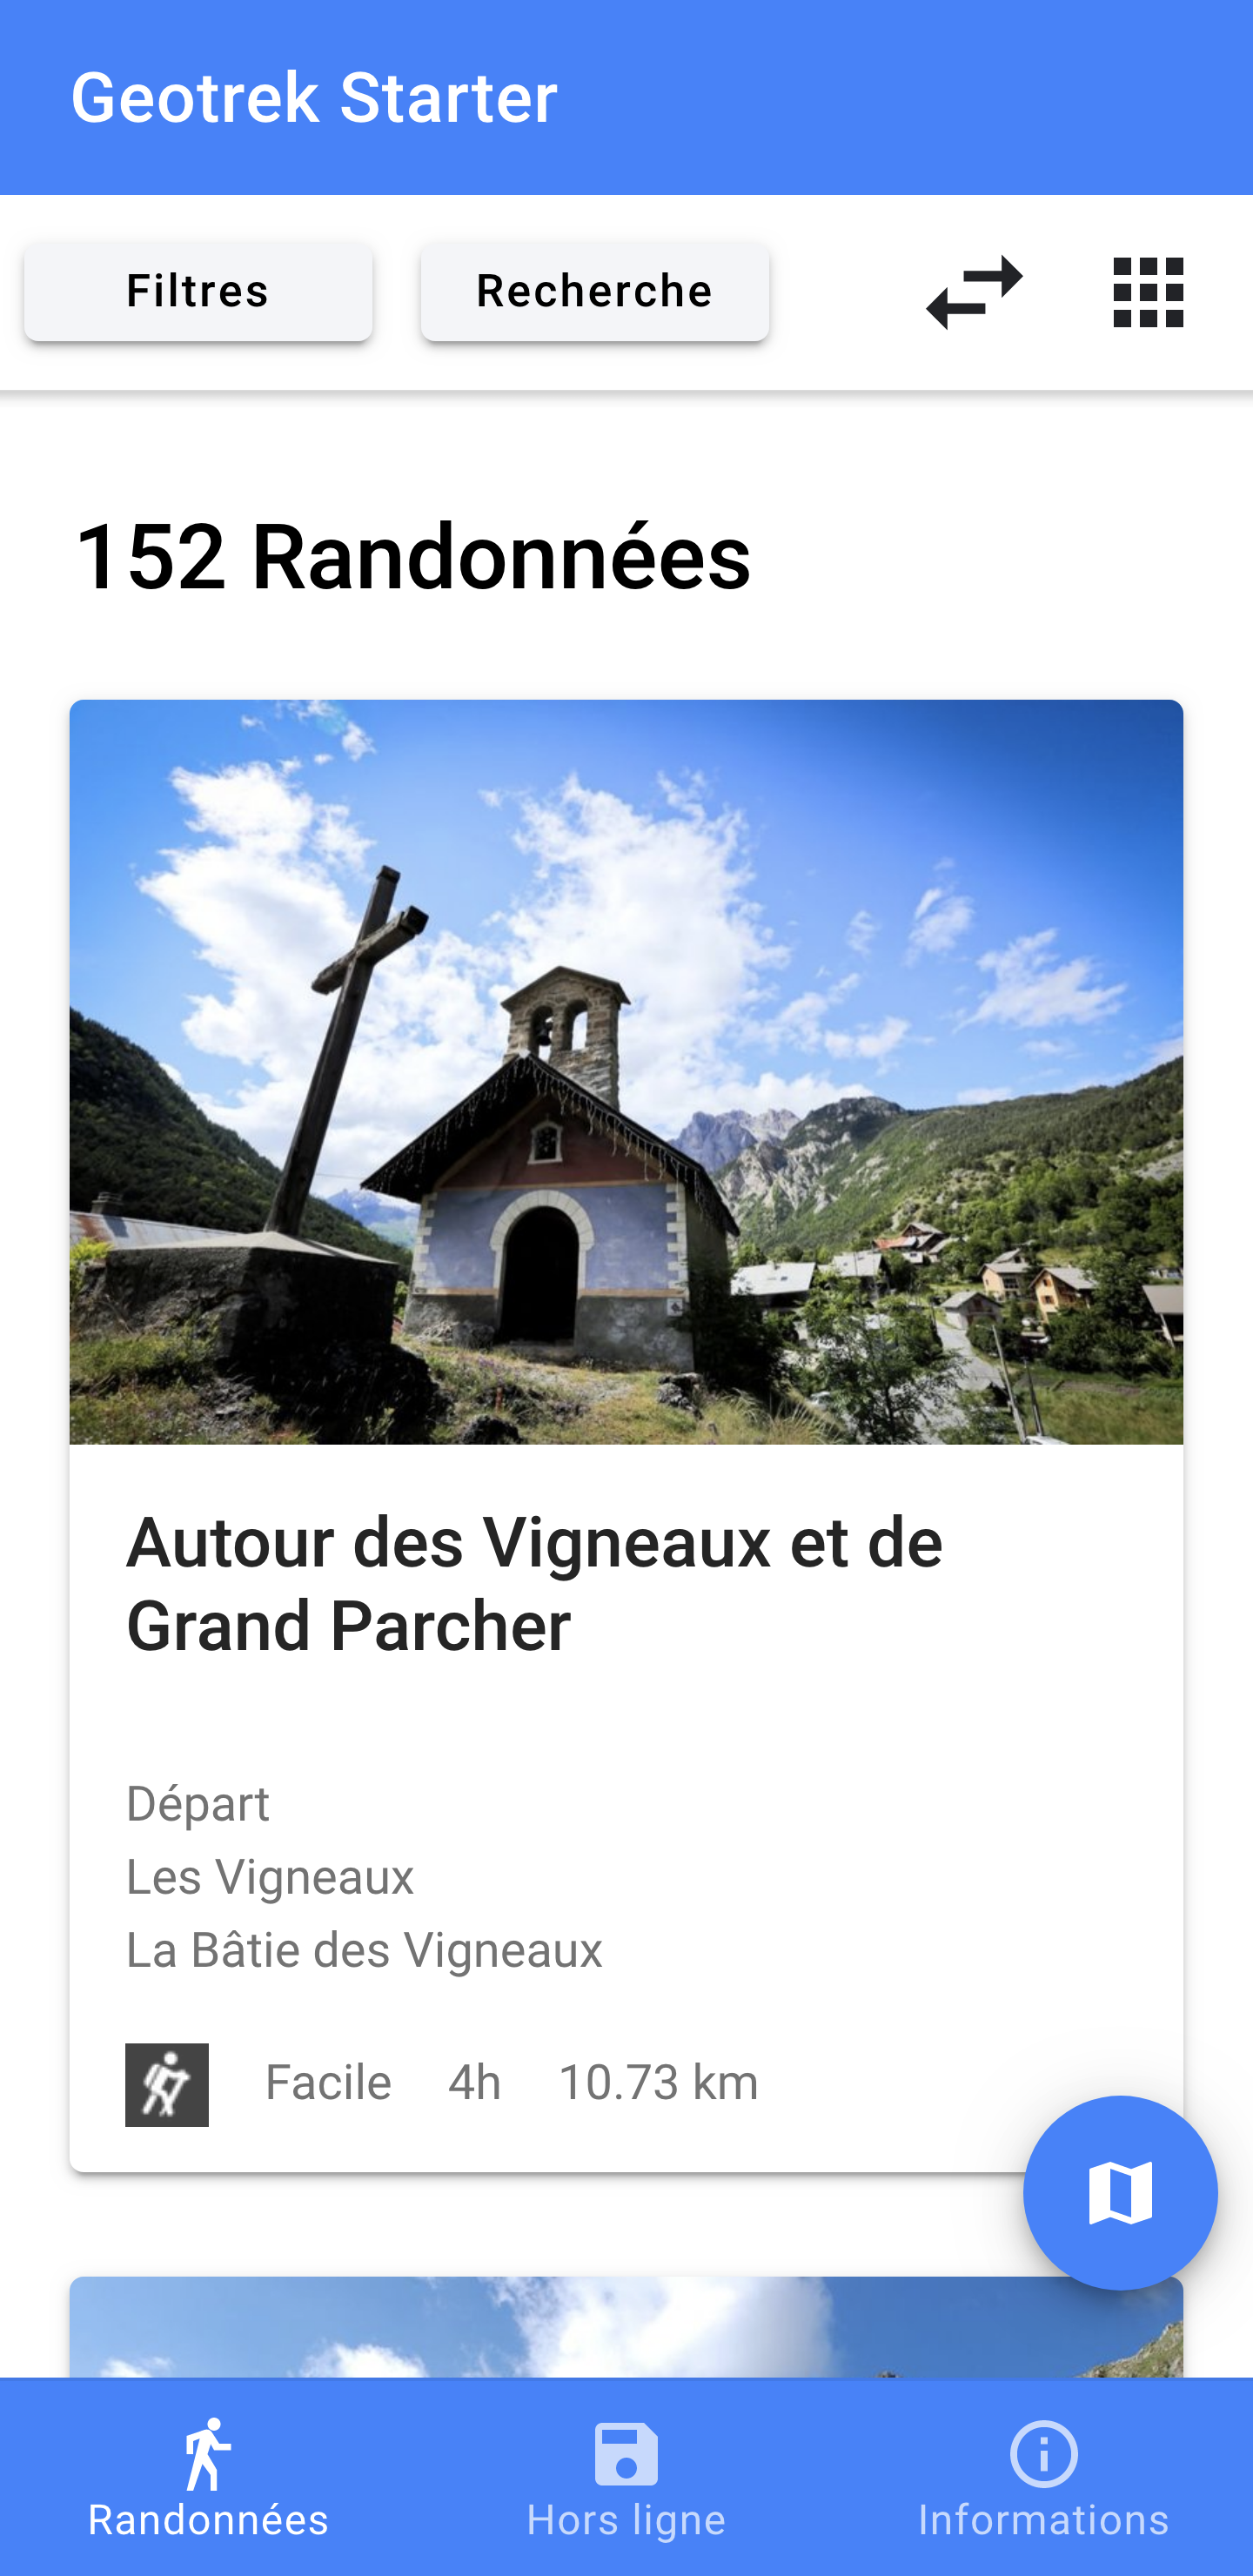 Geotrek Starter
Filtres
Recherche
152 Randonnées
Autour des Vigneaux et de
Grand Parcher
Départ
Les Vigneaux
La Bâtie des Vigneaux
Facile 4h 10.73 km
Randonnées
Hors ligne
Informations